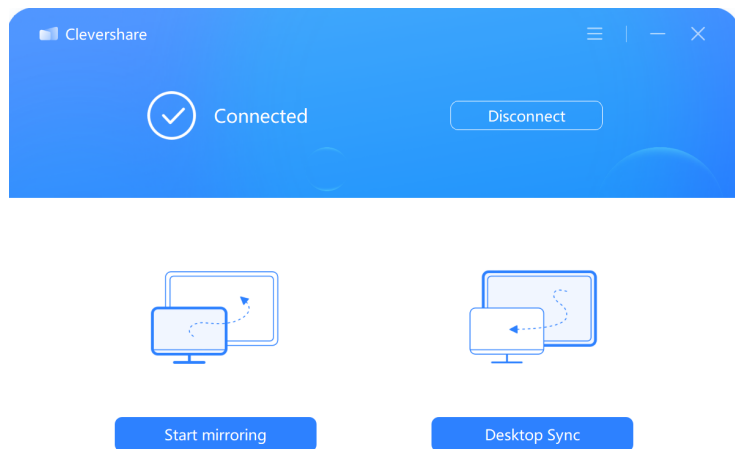 Clevershare
Connected
Disconnect
Start mirroring
Desktop Sync